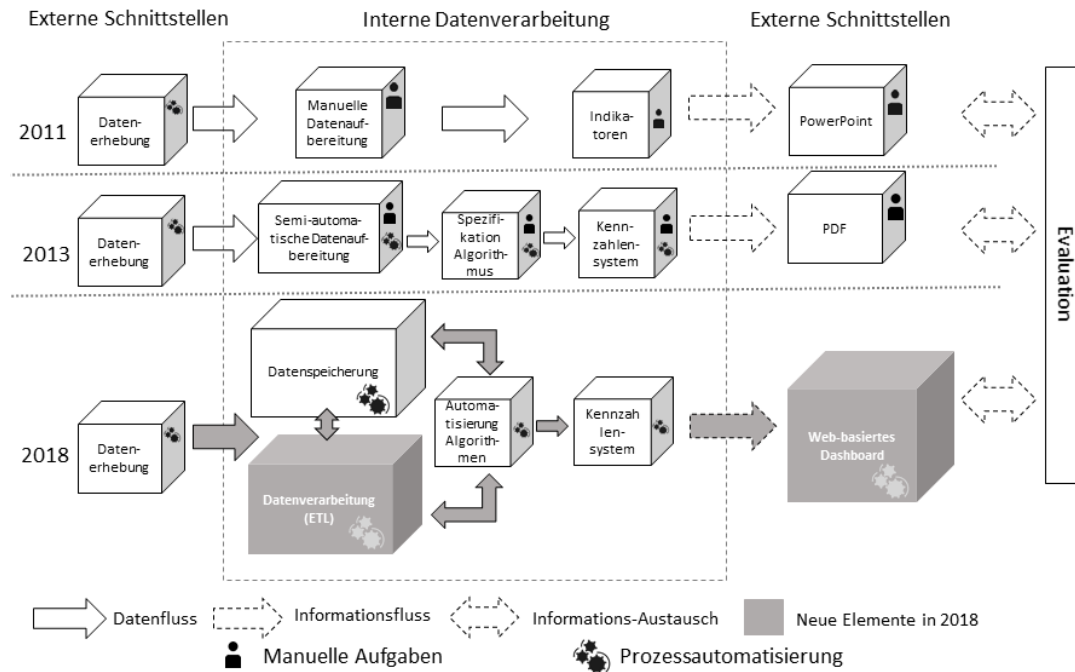 Externe Schnittstellen
Interne Datenverarbeitung
Externe Schnittstellen
2011
Daten-
erhebung
Manuelle
Datenauf-
bereitung
Indika-
toren
PowerPoint
2013
Daten-
erhebung
Semi-automa-
tische Datenauf-
bereitung
Spezifi-
kation
Algorith-
mus
Kenn-
zahlen-
system
PDF
Evaluation
2018
Daten-
erhebung
Datenspeicherung
Datenverarbeitung
(ETL)
Automa-
tisierung
Algorith-
men
Kennzah
len-
system
Web-basiertes
Dashboard
Datenfluss
Informationsfluss
Informations-Austausch
Neue Elemente in 2018
Manuelle Aufgaben
Prozessautomatisierung